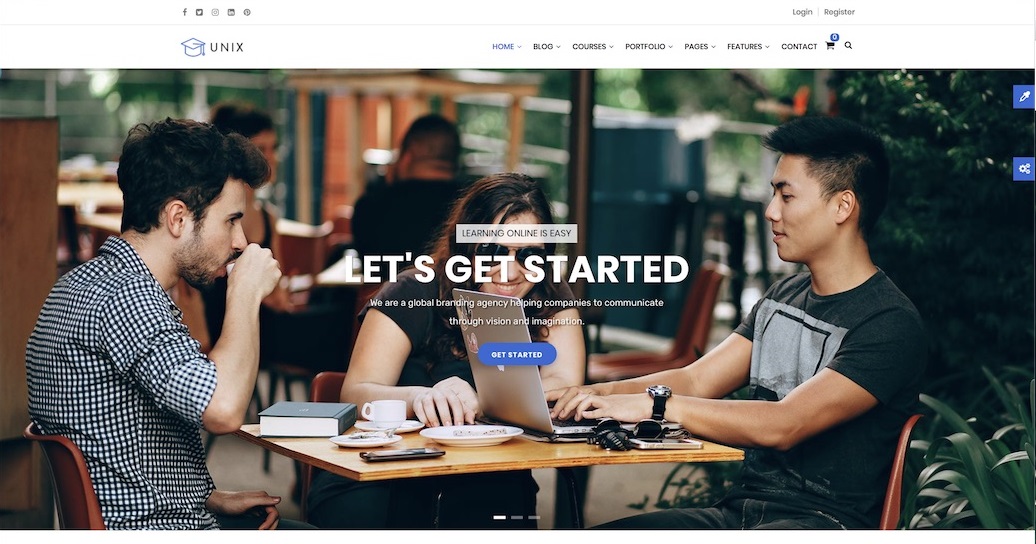 Login Register
UNIX
HOME BLOG COURSES PORTFOLIO PAGES FEATURES CONTACT 0
LEARNING ONLINE IS EASY
LET'S GET STARTED
We are a global branding agency helping companies to communicate
through vision and imagination.
GET STARTED